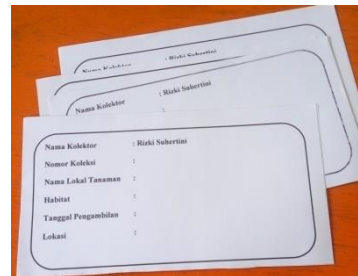 Nama Kolektor : Rizki Suhertini
Nama Kolektor : Rizki Suhertini
:
Nama Kolektor : Rizki Suhertini
Nomor Koleksi :
Nama Lokal Tanaman :
Habitat :
Tanggal Pengambilan :
Lokasi :